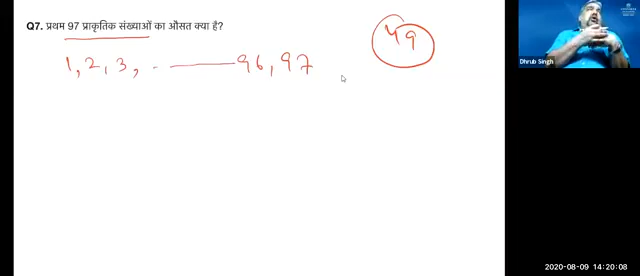 Q7. प्रथम 97 प्राकृतिक संख्याओं का औसत क्या है?
49
1, 2, 3, . ——— 96, 97
Dhrub Singh
2020-08-09 14:20:08